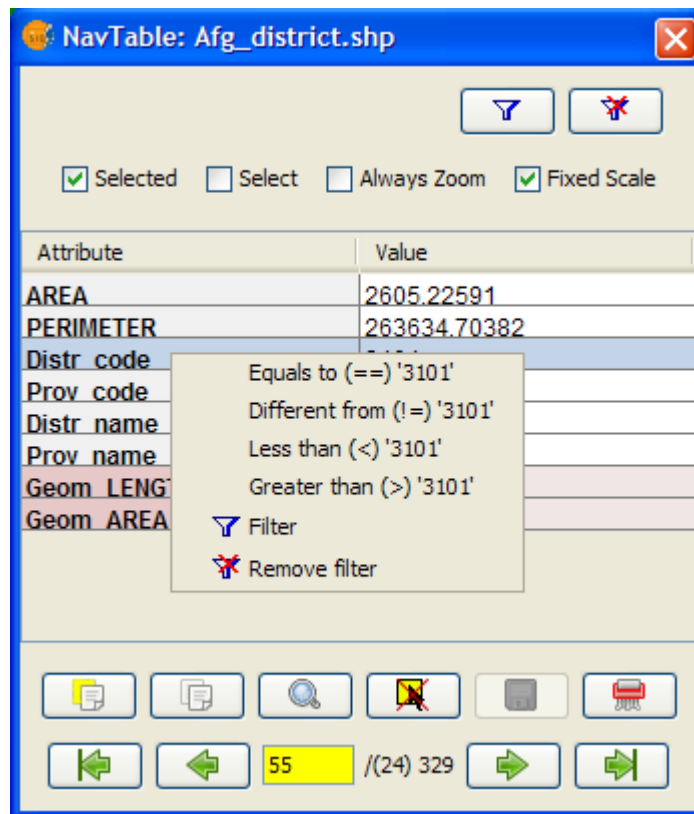 NavTable: Afg_district.shp
Selected Select Always Zoom Fixed Scale
Attribute Value
AREA 2605.22591
PERIMETER 263634.70382
Distr_code
Equals to (==) '3101'
Prov_code
Different from (!=) '3101'
Distr_name
Less than (<) '3101'
Prov_name
Greater than (>) '3101'
Geom_LENGT
Geom_AREA
Filter
Remove filter
55 /(24) 329